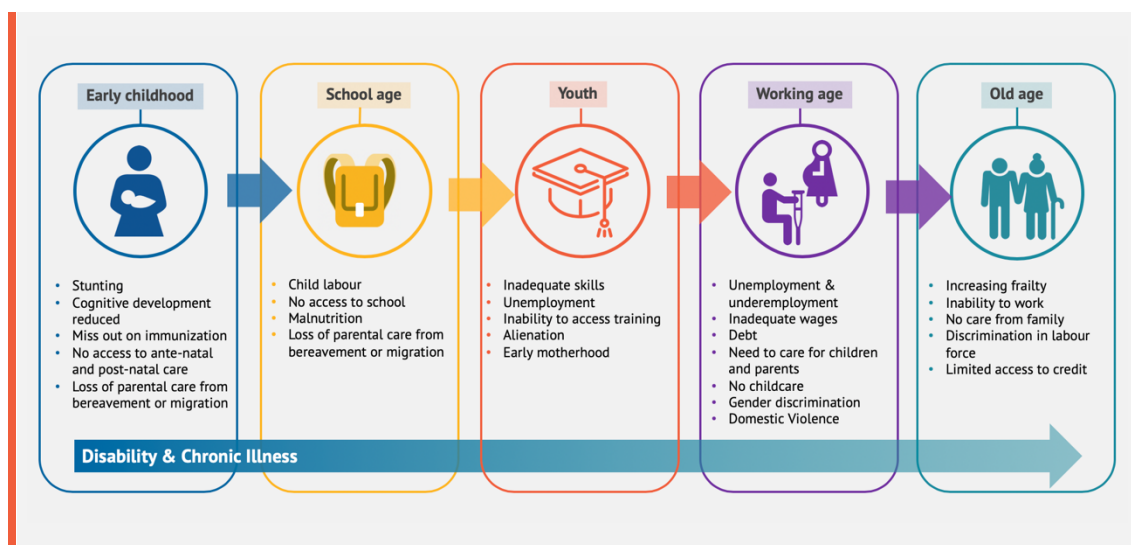 Early childhood
• Stunting
• Cognitive development
reduced
• Miss out on immunization
• No access to ante-natal
and post-natal care
• Loss of parental care from
bereavement or migration
School age
• Child labour
• No access to school
• Malnutrition
• Loss of parental care from
bereavement or migration
Youth
• Inadequate skills
• Unemployment
• Inability to access training
• Alienation
• Early motherhood
Working age
• Unemployment &
underemployment
• Inadequate wages
• Debt
• Need to care for children
and parents
• No childcare
• Gender discrimination
• Domestic Violence
Old age
• Increasing frailty
• Inability to work
• No care from family
• Discrimination in labour
force
• Limited access to credit
Disability & Chronic Illness